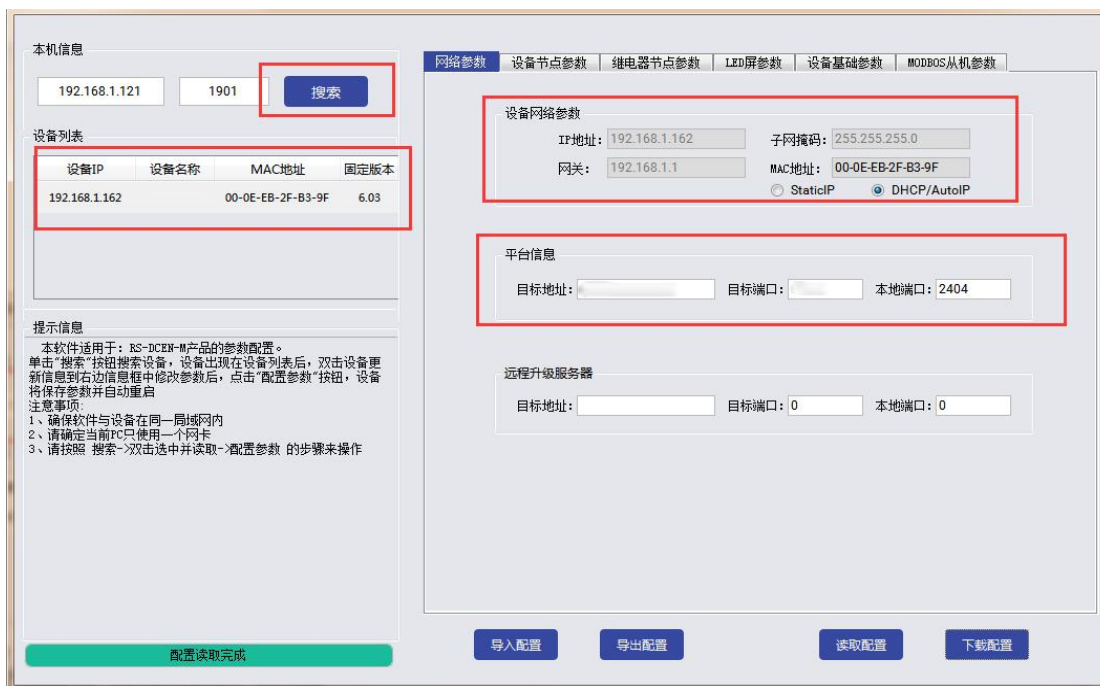 本机信息
192.168.1.121 1901 搜索
设备列表
设备IP 设备名称 MAC地址 固定版本
192.168.1.162 00-0E-EB-2F-B3-9F 6.03
提示信息
本软件适用于：RS-DCEN-M产品的参数配置。
单击"搜索"按钮搜索设备，设备出现在设备列表后，双击设备更
新信息到右边信息框中修改参数后，点击"配置参数"按钮，设备
将保存参数并自动重启
注意事项：
1、确保软件与设备在同一局域网内
2、请确定当前PC只使用一个网卡
3、请按照 搜索->双击选中并读取->配置参数 的步骤来操作
配置读取完成
网络参数 设备节点参数 继电器节点参数 LED屏参数 设备基础参数 MODBOS从机参数
设备网络参数
IP地址： 192.168.1.162 子网掩码： 255.255.255.0
网关： 192.168.1.1 MAC地址： 00-0E-EB-2F-B3-9F
StaticIP DHCP/AutoIP
平台信息
目标地址： 目标端口： 本地端口： 2404
远程升级服务器
目标地址： 目标端口： 0 本地端口： 0
导入配置 导出配置 读取配置 下载配置